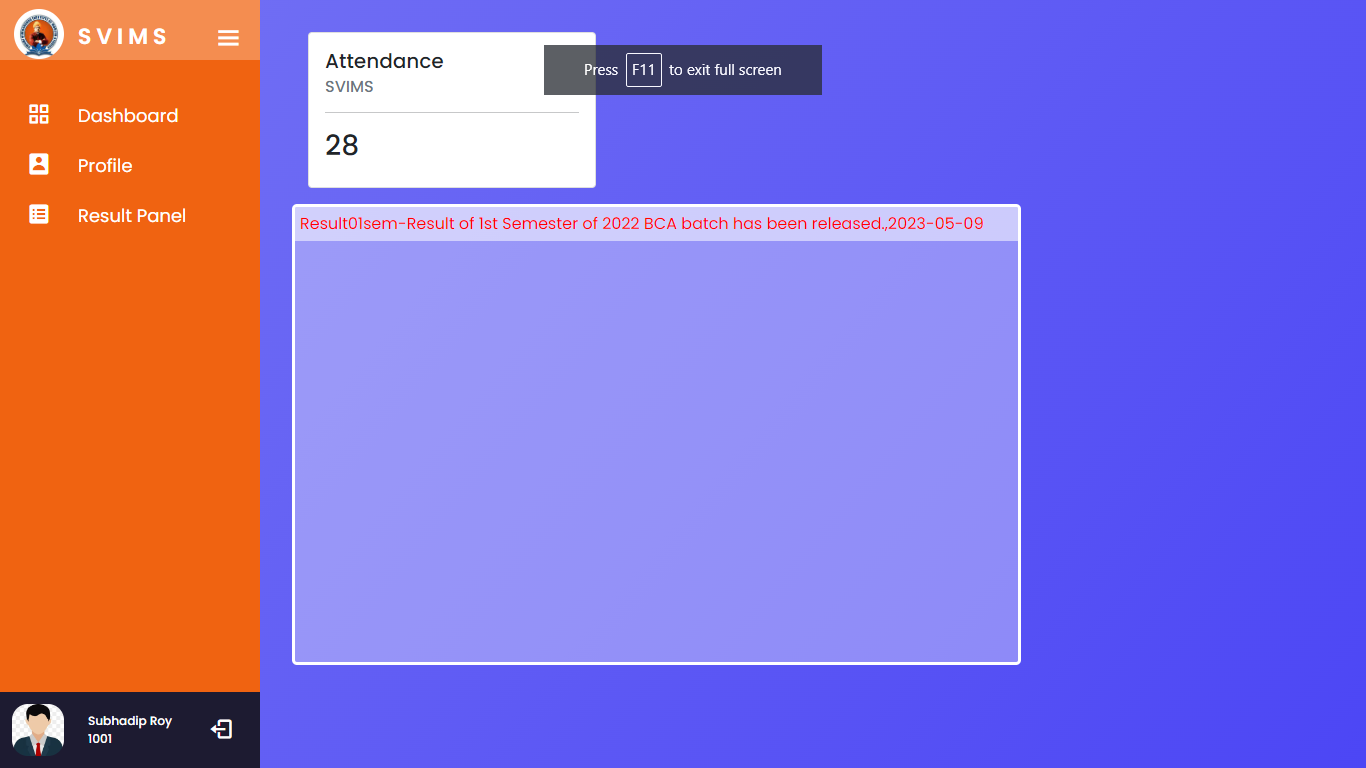 SVIMS
Dashboard
Profile
Result Panel
Subhadip Roy
1001
Attendance
SVIMS
28
Press F11 to exit full screen
Result01sem-Result of 1st Semester of 2022 BCA batch has been released.,2023-05-09